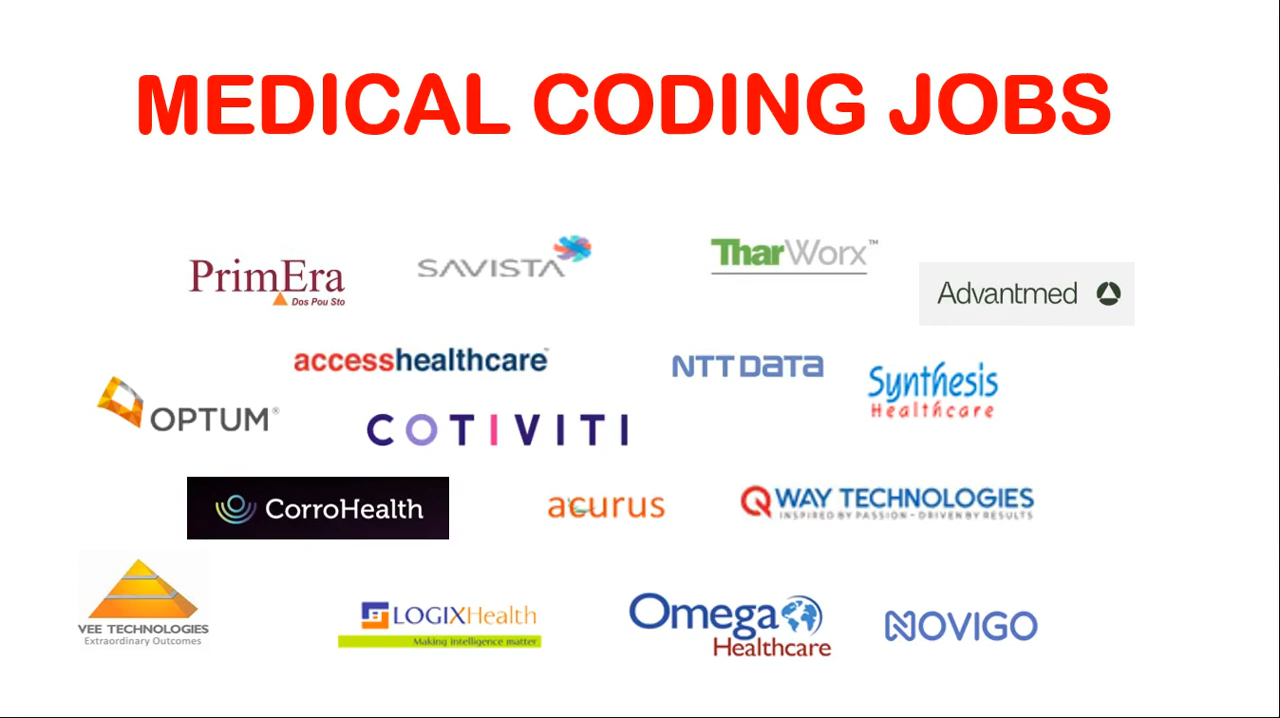 MEDICAL CODING JOBS
PrimEra
Dos Pou Sto
SAVISTA
TharWorx™
Advantmed
accesshealthcare™
NTT DATA
Synthesis
Healthcare
OPTUM®
COTIVITI
CorroHealth
acurus
QWAY TECHNOLOGIES
INSPIRED BY PASSION - DRIVEN BY RESULTS
VEE TECHNOLOGIES
Extraordinary Outcomes
LOGIXHealth
Making intelligence matter
Omega
Healthcare
NOVIGO